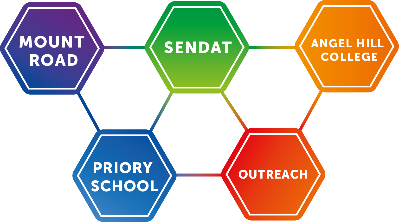 MOUNT
ROAD
SENDAT
ANGEL HILL
COLLEGE
PRIORY
SCHOOL
OUTREACH